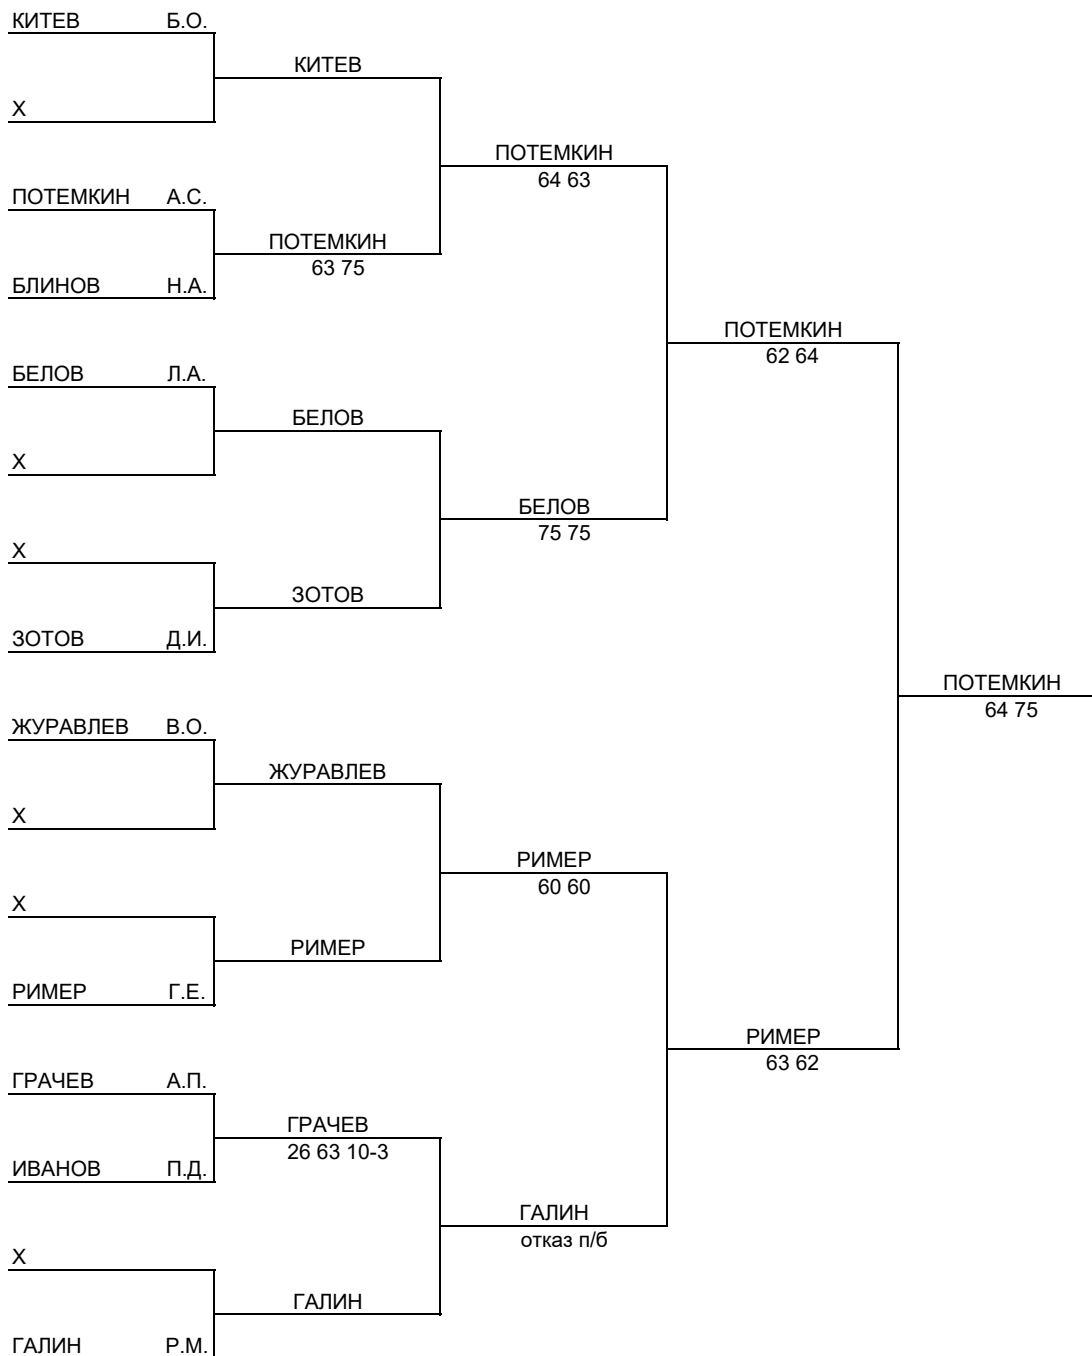 КИТЕВ Б.О.
КИТЕВ
Х
ПОТЕМКИН
64 63
ПОТЕМКИН А.С.
ПОТЕМКИН
63 75
БЛИНОВ Н.А.
ПОТЕМКИН
62 64
БЕЛОВ Л.А.
БЕЛОВ
Х
БЕЛОВ
75 75
Х
ЗОТОВ
ЗОТОВ Д.И.
ПОТЕМКИН
64 75
ЖУРАВЛЕВ В.О.
ЖУРАВЛЕВ
Х
РИМЕР
60 60
Х
РИМЕР
РИМЕР Г.Е.
РИМЕР
63 62
ГРАЧЕВ А.П.
ГРАЧЕВ
26 63 10-3
ИВАНОВ П.Д.
ГАЛИН
отказ п/б
Х
ГАЛИН
ГАЛИН Р.М.